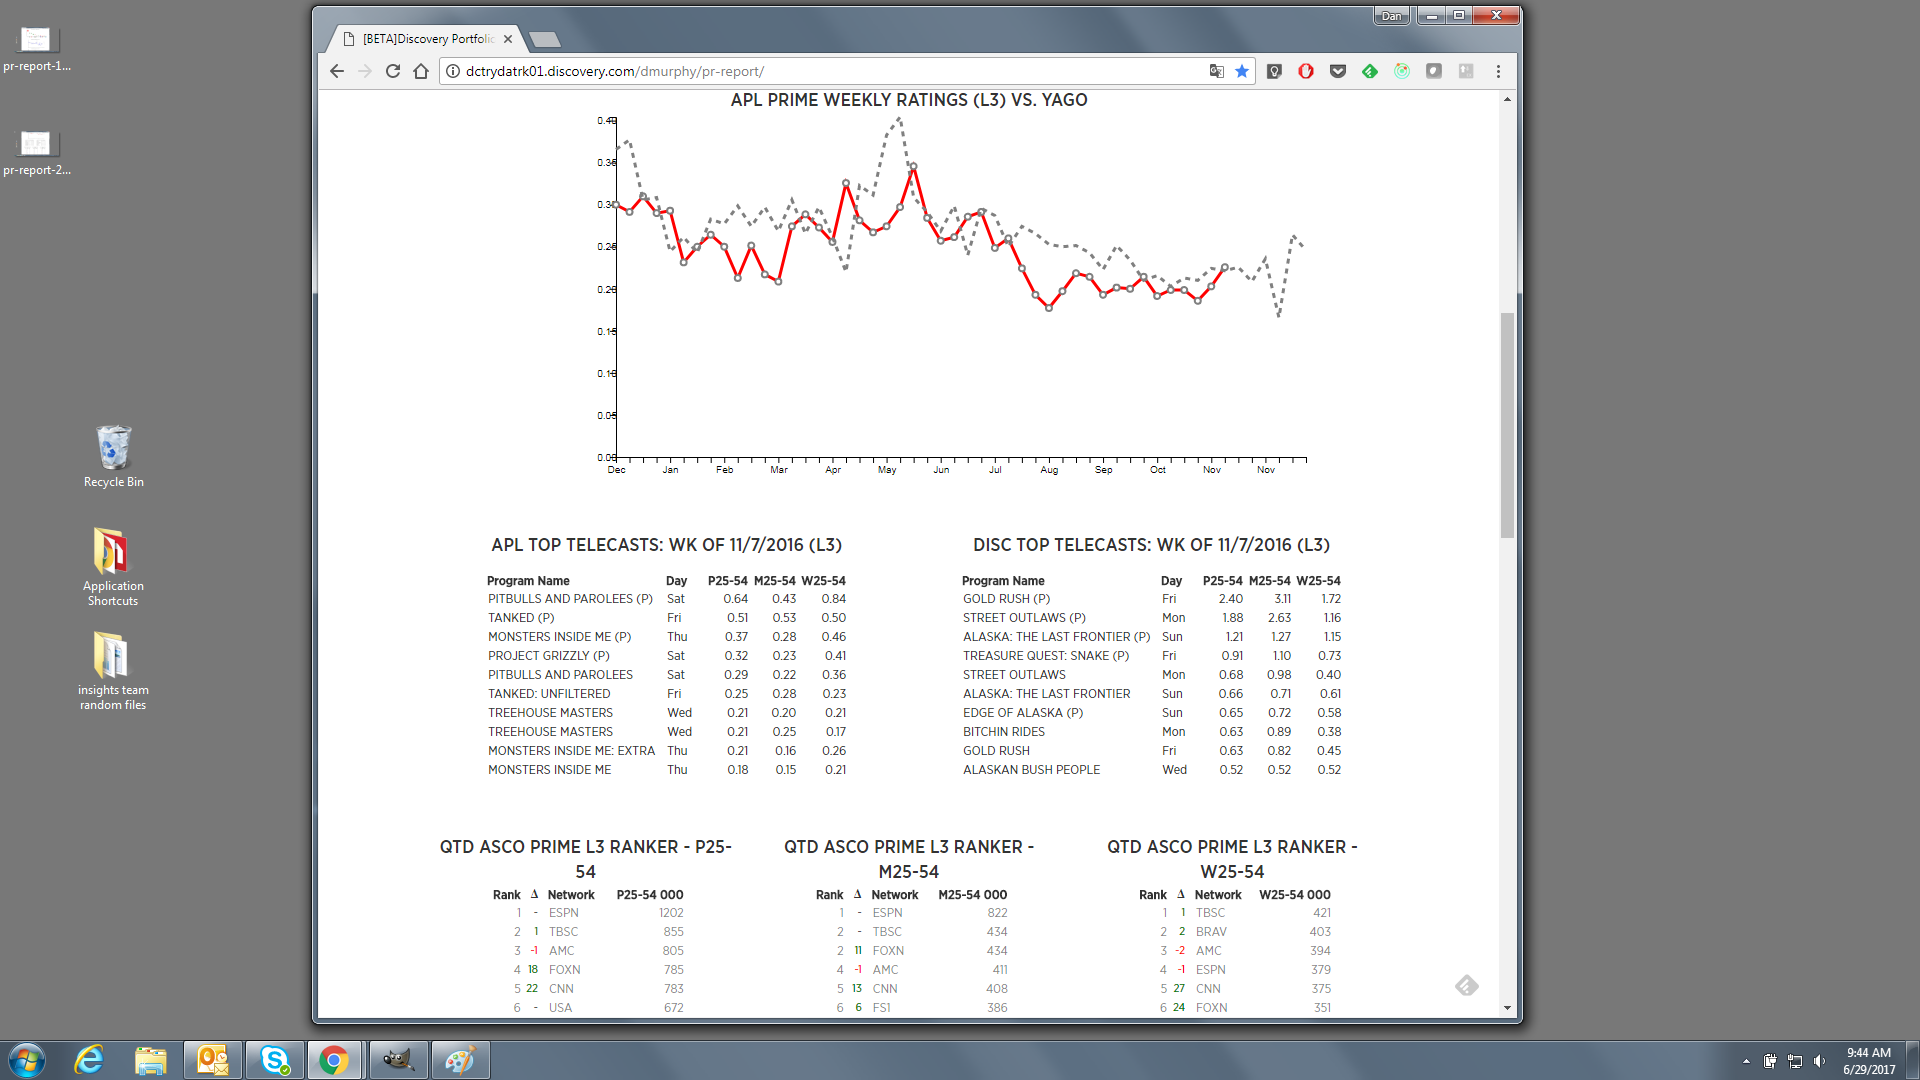 pr-report-1...
pr-report-2...
Recycle Bin
Application
Shortcuts
insights team
random files
Dan
[BETA]Discovery Portfolio
dctrydatrk01.discovery.com/dmurphy/pr-report/
APL PRIME WEEKLY RATINGS (L3) VS. YAGO
0.40
0.35
0.30
0.25
0.20
0.15
0.10
0.05
0.00
Dec Jan Feb Mar Apr May Jun Jul Aug Sep Oct Nov Nov
APL TOP TELECASTS: WK OF 11/7/2016 (L3)
Program Name Day P25-54 M25-54 W25-54
PITBULLS AND PAROLEES (P) Sat 0.64 0.43 0.84
TANKED (P) Fri 0.51 0.53 0.50
MONSTERS INSIDE ME (P) Thu 0.37 0.28 0.46
PROJECT GRIZZLY (P) Sat 0.32 0.23 0.41
PITBULLS AND PAROLEES Sat 0.29 0.22 0.36
TANKED: UNFILTERED Fri 0.25 0.28 0.23
TREEHOUSE MASTERS Wed 0.21 0.20 0.21
TREEHOUSE MASTERS Wed 0.21 0.25 0.17
MONSTERS INSIDE ME: EXTRA Thu 0.21 0.16 0.26
MONSTERS INSIDE ME Thu 0.18 0.15 0.21
DISC TOP TELECASTS: WK OF 11/7/2016 (L3)
Program Name Day P25-54 M25-54 W25-54
GOLD RUSH (P) Fri 2.40 3.11 1.72
STREET OUTLAWS (P) Mon 1.88 2.63 1.16
ALASKA: THE LAST FRONTIER (P) Sun 1.21 1.27 1.15
TREASURE QUEST: SNAKE (P) Fri 0.91 1.10 0.73
STREET OUTLAWS Mon 0.68 0.98 0.40
ALASKA: THE LAST FRONTIER Sun 0.66 0.71 0.61
EDGE OF ALASKA (P) Sun 0.65 0.72 0.58
BITCHIN RIDES Mon 0.63 0.89 0.38
GOLD RUSH Fri 0.63 0.82 0.45
ALASKAN BUSH PEOPLE Wed 0.52 0.52 0.52
QTD ASCO PRIME L3 RANKER - P25-
54
Rank Δ Network P25-54 000
1 - ESPN 1202
2 1 TBSC 855
3 -1 AMC 805
4 18 FOXN 785
5 22 CNN 783
6 - USA 672
QTD ASCO PRIME L3 RANKER -
M25-54
Rank Δ Network M25-54 000
1 - ESPN 822
2 - TBSC 434
2 11 FOXN 434
4 -1 AMC 411
5 13 CNN 408
6 6 FS1 386
QTD ASCO PRIME L3 RANKER -
W25-54
Rank Δ Network W25-54 000
1 1 TBSC 421
2 2 BRAV 403
3 -2 AMC 394
4 -1 ESPN 379
5 27 CNN 375
6 24 FOXN 351
9:44 AM
6/29/2017